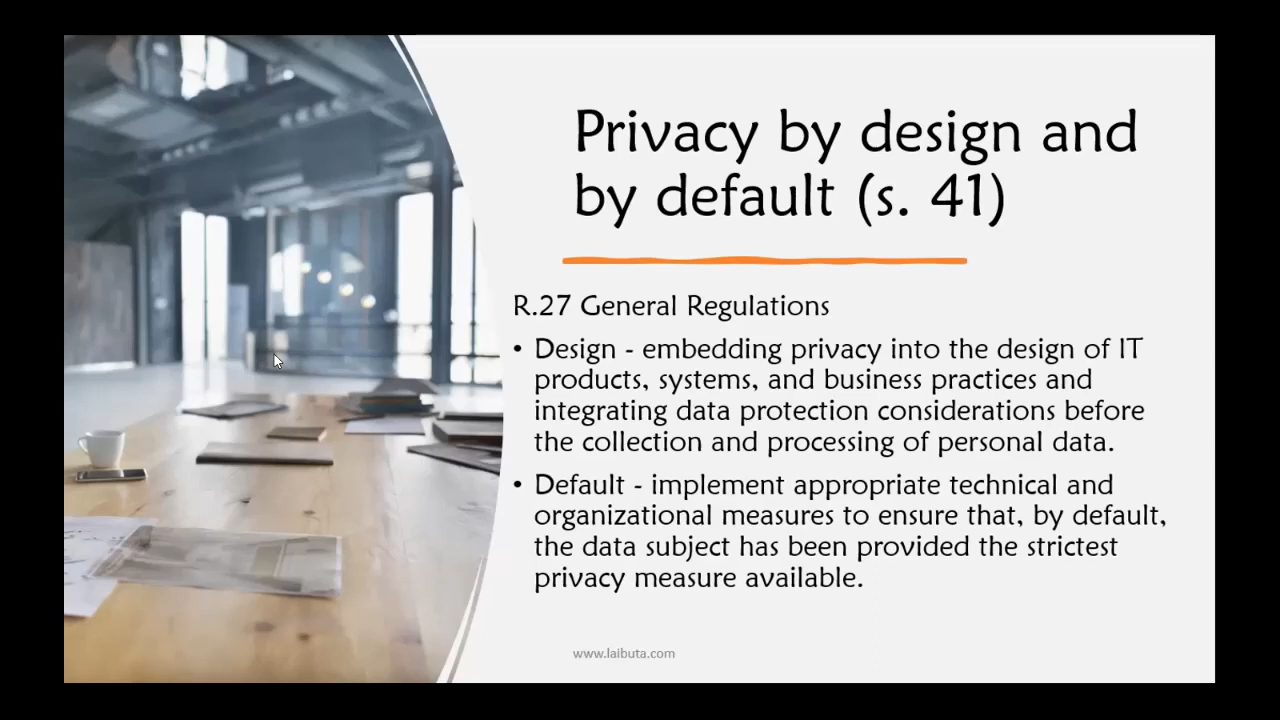 Privacy by design and
by default (s. 41)
R.27 General Regulations
• Design - embedding privacy into the design of IT
products, systems, and business practices and
integrating data protection considerations before
the collection and processing of personal data.
• Default - implement appropriate technical and
organizational measures to ensure that, by default,
the data subject has been provided the strictest
privacy measure available.
www.laibuta.com